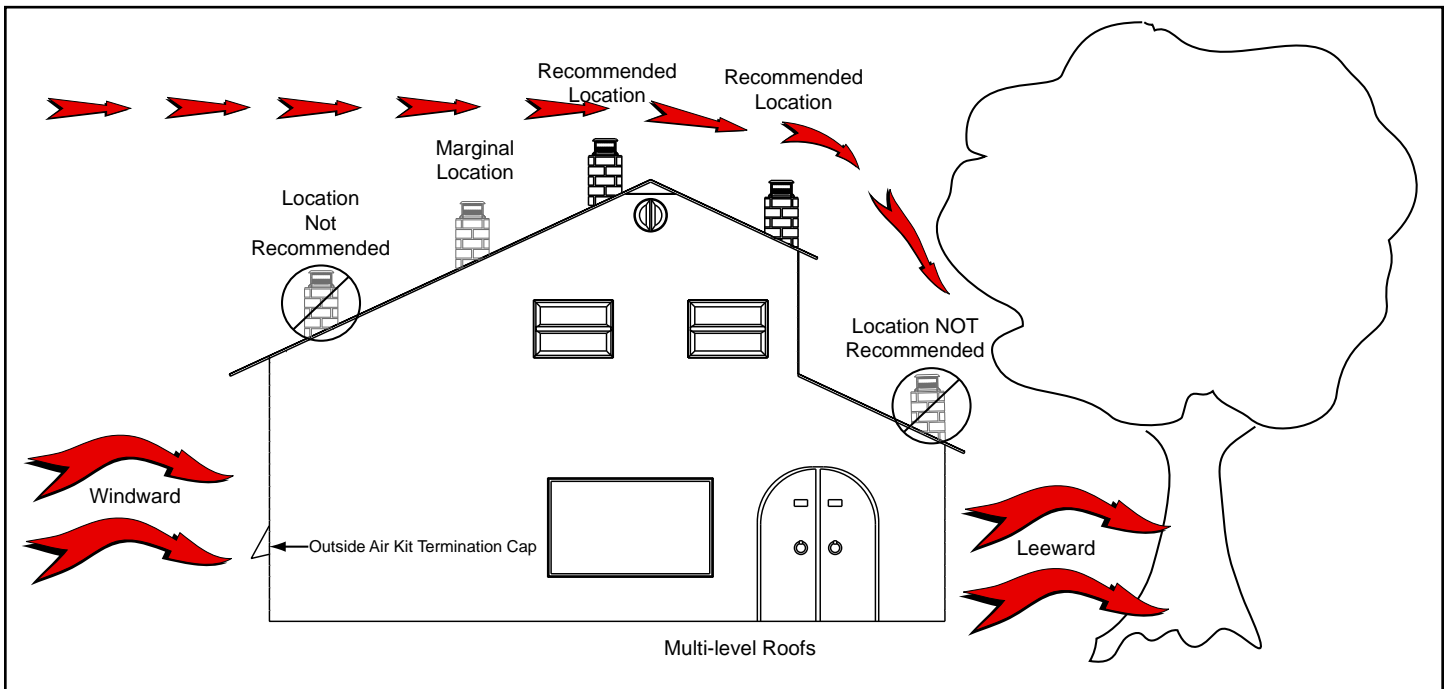 Recommended
Location
Recommended
Location
Marginal
Location
Location
Not
Recommended
Location NOT
Recommended
Windward
Outside Air Kit Termination Cap
Leeward
Multi-level Roofs